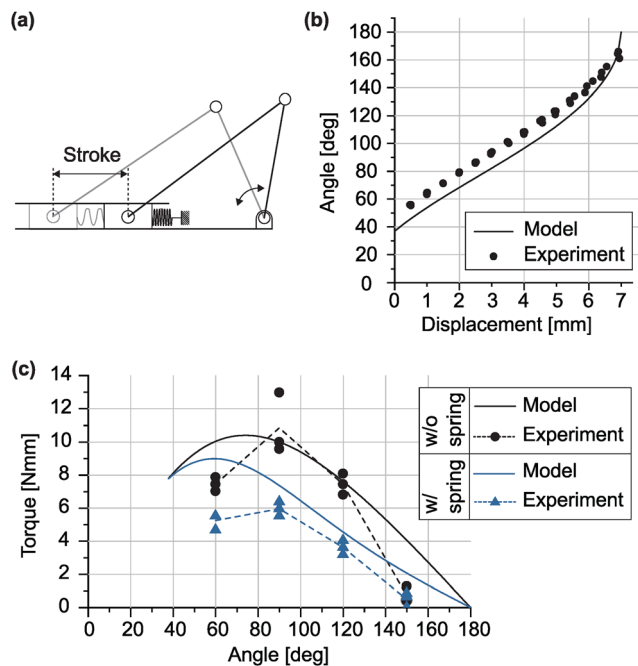 (a)
Stroke
(b)
Angle [deg]
180
160
140
120
100
80
60
40
20
0
Model
Experiment
0 1 2 3 4 5 6 7
Displacement [mm]
(c)
Torque [Nmm]
14
12
10
8
6
4
2
0
0 20 40 60 80 100 120 140 160 180
Angle [deg]
w/o spring
Model
Experiment
w/ spring
Model
Experiment